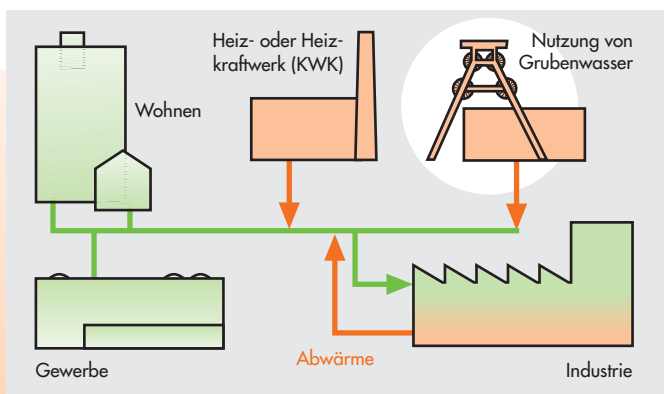 Heiz- oder Heiz-
kraftwerk (KWK)
Nutzung von
Grubenwasser
Wohnen
Abwärme
Gewerbe
Industrie